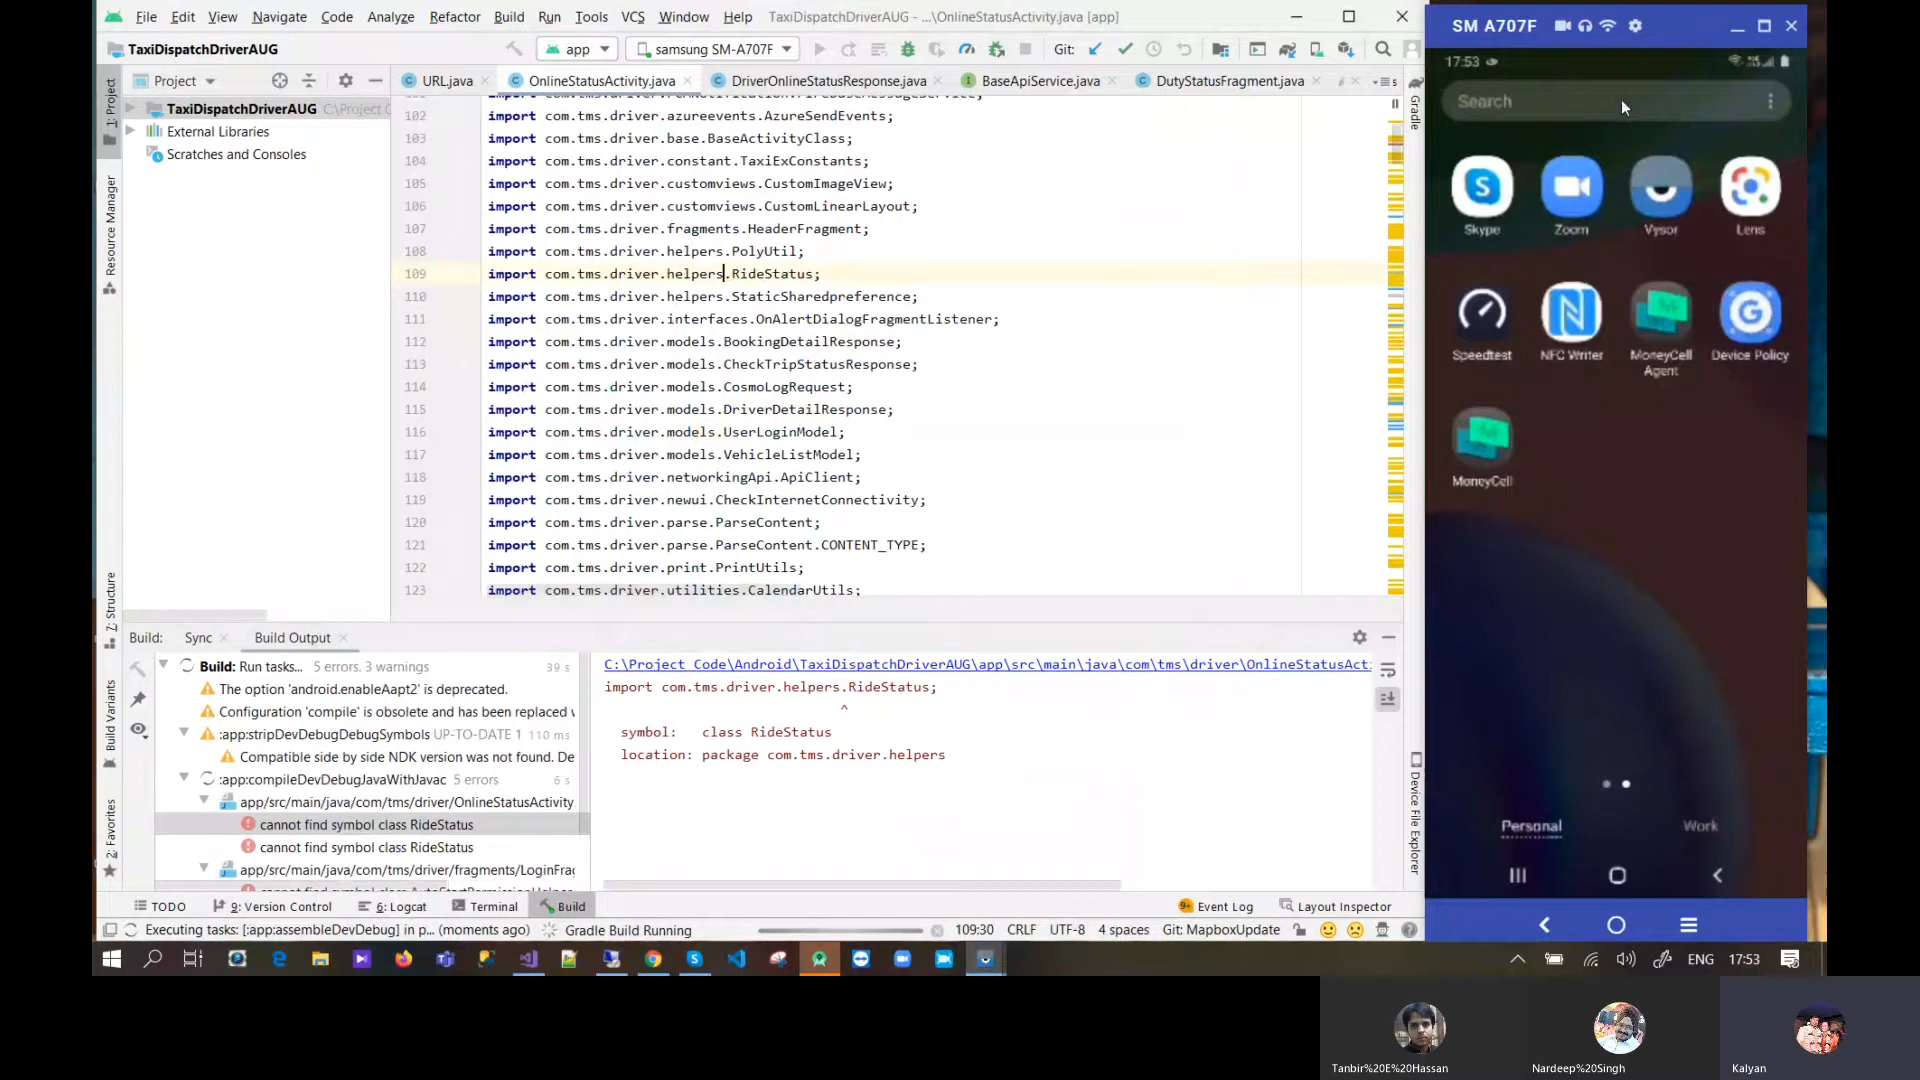 File Edit View Navigate Code Analyze Refactor Build Run Tools VCS Window Help TaxiDispatchDriverAUG - ...\OnlineStatusActivity.java [app]
TaxiDispatchDriverAUG
app
samsung SM-A707F
Git:
Project
URL.java
OnlineStatusActivity.java
DriverOnlineStatusResponse.java
BaseApiService.java
DutyStatusFragment.java
TaxiDispatchDriverAUG C:\Project C
External Libraries
Scratches and Consoles
1: Project
Resource Manager
7: Structure
Build Variants
2: Favorites
Gradle
Device File Explorer
102 import com.tms.driver.azureevents.AzureSendEvents;
103 import com.tms.driver.base.BaseActivityClass;
104 import com.tms.driver.constant.TaxiExConstants;
105 import com.tms.driver.customviews.CustomImageView;
106 import com.tms.driver.customviews.CustomLinearLayout;
107 import com.tms.driver.fragments.HeaderFragment;
108 import com.tms.driver.helpers.PolyUtil;
109 import com.tms.driver.helpers.RideStatus;
110 import com.tms.driver.helpers.StaticSharedpreference;
111 import com.tms.driver.interfaces.OnAlertDialogFragmentListener;
112 import com.tms.driver.models.BookingDetailResponse;
113 import com.tms.driver.models.CheckTripStatusResponse;
114 import com.tms.driver.models.CosmoLogRequest;
115 import com.tms.driver.models.DriverDetailResponse;
116 import com.tms.driver.models.UserLoginModel;
117 import com.tms.driver.models.VehicleListModel;
118 import com.tms.driver.networkingApi.ApiClient;
119 import com.tms.driver.newui.CheckInternetConnectivity;
120 import com.tms.driver.parse.ParseContent;
121 import com.tms.driver.parse.ParseContent.CONTENT_TYPE;
122 import com.tms.driver.print.PrintUtils;
123 import com.tms.driver.utilities.CalendarUtils;
Build: Sync Build Output
Build: Run tasks... 5 errors. 3 warnings 39 s
The option 'android.enableAapt2' is deprecated.
Configuration 'compile' is obsolete and has been replaced
:app:stripDevDebugDebugSymbols UP-TO-DATE 1 110 ms
Compatible side by side NDK version was not found. De
:app:compileDevDebugJavaWithJavac 5 errors 6 s
app/src/main/java/com/tms/driver/OnlineStatusActivity
cannot find symbol class RideStatus
cannot find symbol class RideStatus
app/src/main/java/com/tms/driver/fragments/LoginFrag
C:\Project Code\Android\TaxiDispatchDriverAUG\app\src\main\java\com\tms\driver\OnlineStatusActi
import com.tms.driver.helpers.RideStatus;
^
symbol: class RideStatus
location: package com.tms.driver.helpers
TODO 9: Version Control 6: Logcat Terminal Build Event Log Layout Inspector
Executing tasks: [:app:assembleDevDebug] in p... (moments ago) Gradle Build Running 109:30 CRLF UTF-8 4 spaces Git: MapboxUpdate
ENG 17:53
SM A707F
17:53
Search
Skype Zoom Vysor Lens
Speedtest NFC Writer MoneyCell Agent Device Policy
MoneyCell
Personal Work
Tanbir%20E%20Hassan
Nardeep%20Singh
Kalyan